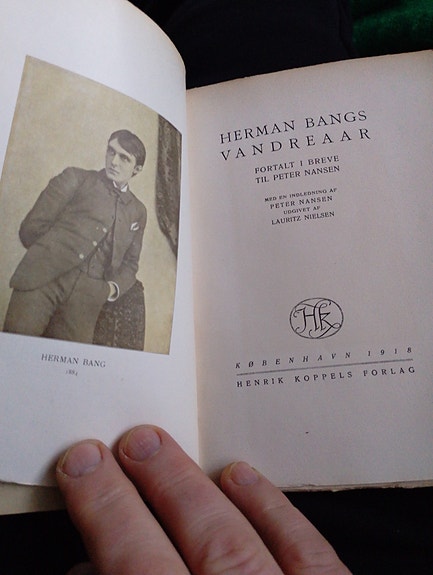 HERMAN BANG
1884
HERMAN BANGS
VANDREAAR
FORTALT I BREVE
TIL PETER NANSEN
MED EN INDLEDNING AF
PETER NANSEN
UDGIVET AF
LAURITZ NIELSEN
HK
KØBENHAVN 1918
HENRIK KOPPELS FORLAG